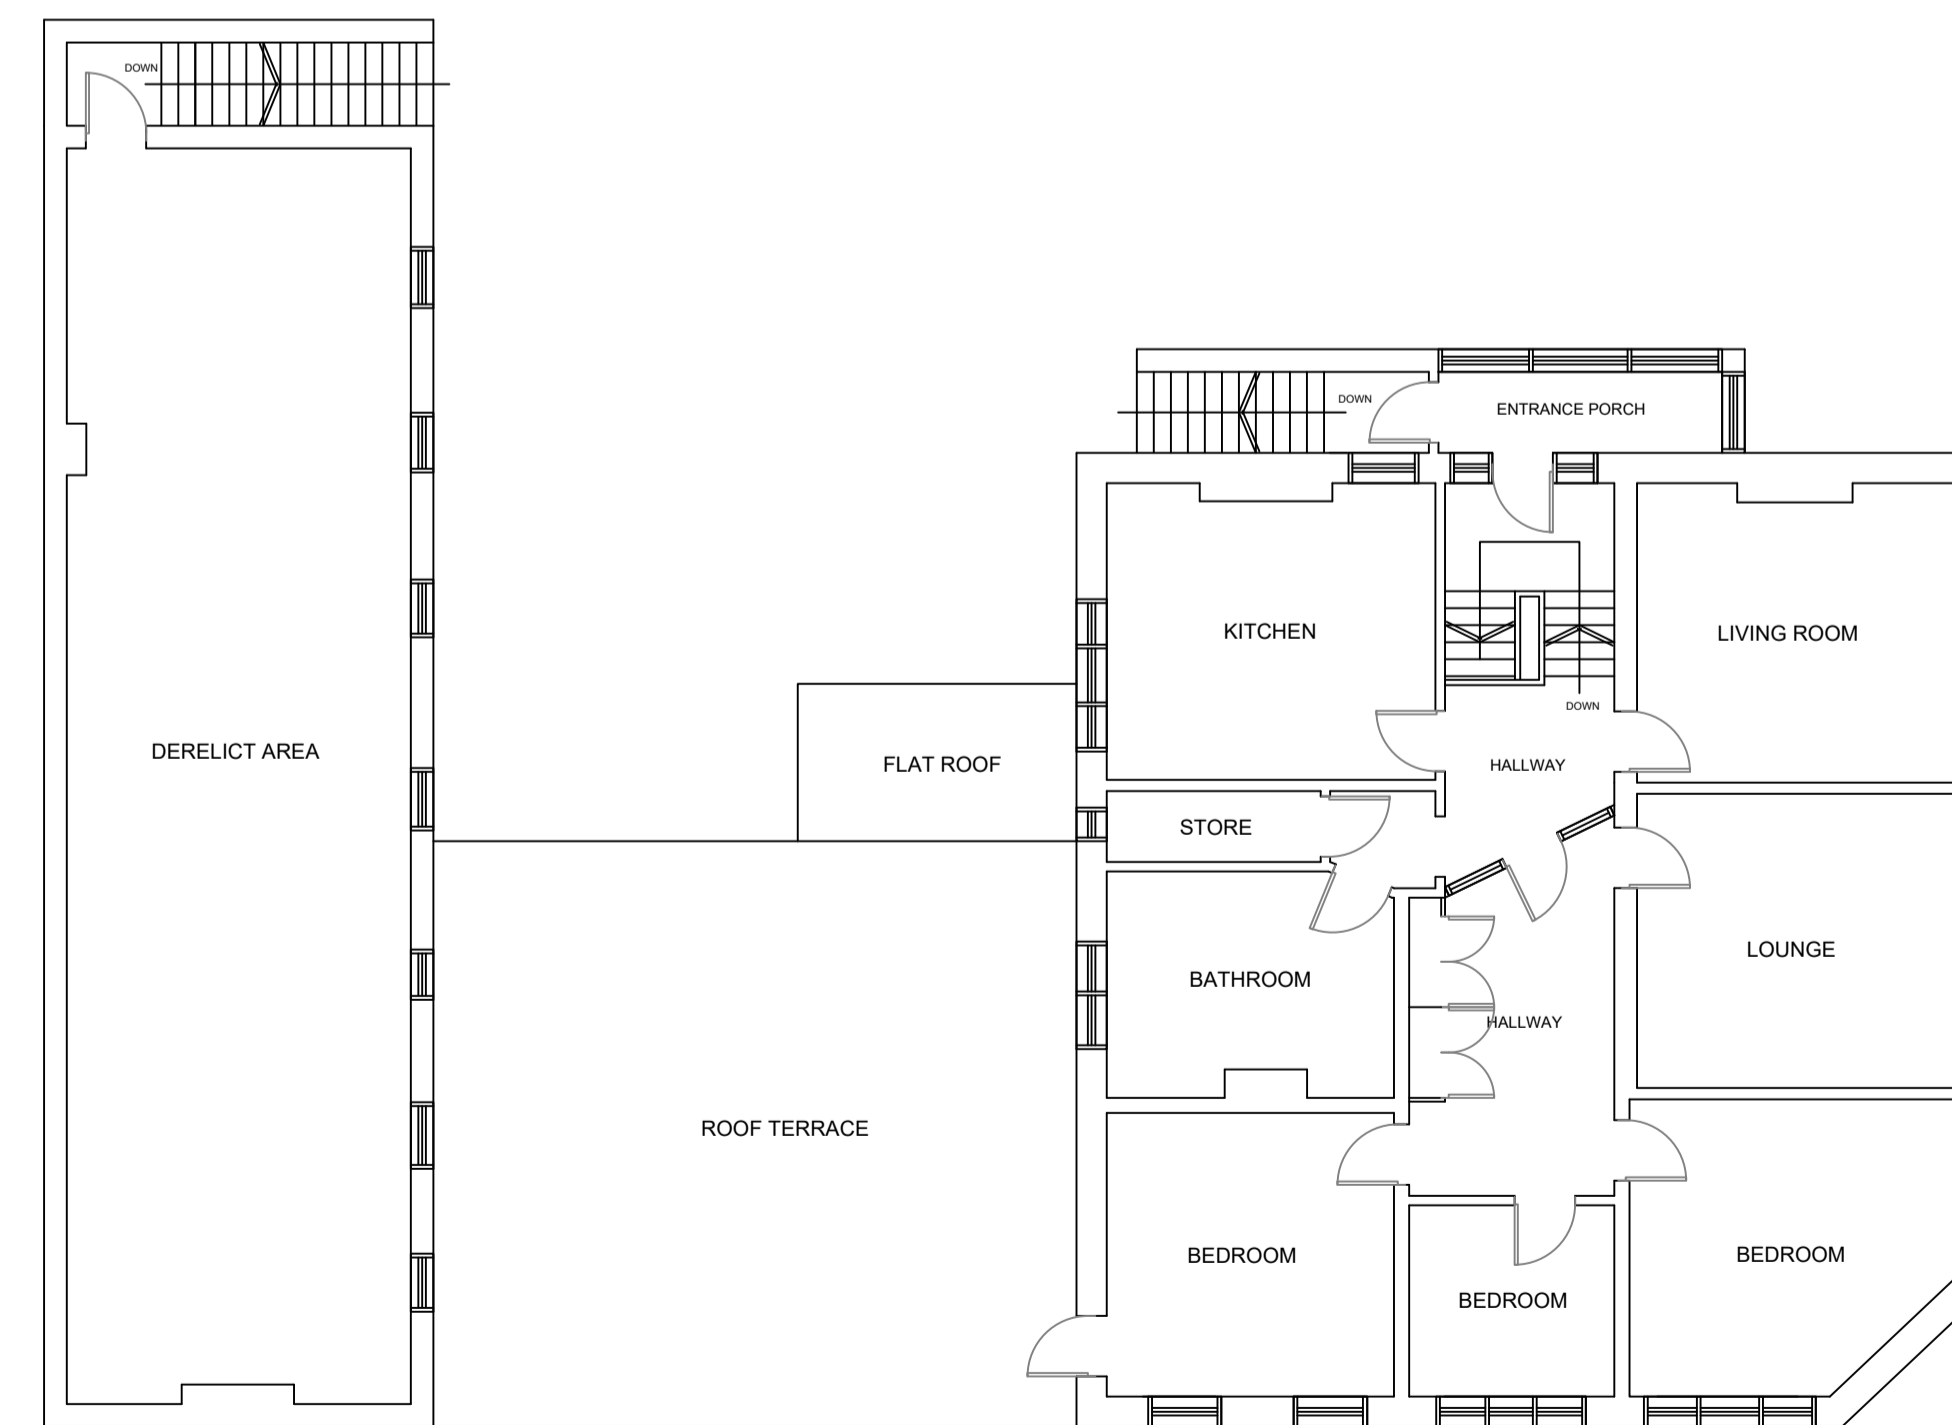 DOWN
DOWN
ENTRANCE PORCH
KITCHEN
LIVING ROOM
DOWN
DERELICT AREA
FLAT ROOF
HALLWAY
STORE
LOUNGE
BATHROOM
HALLWAY
ROOF TERRACE
BEDROOM
BEDROOM
BEDROOM